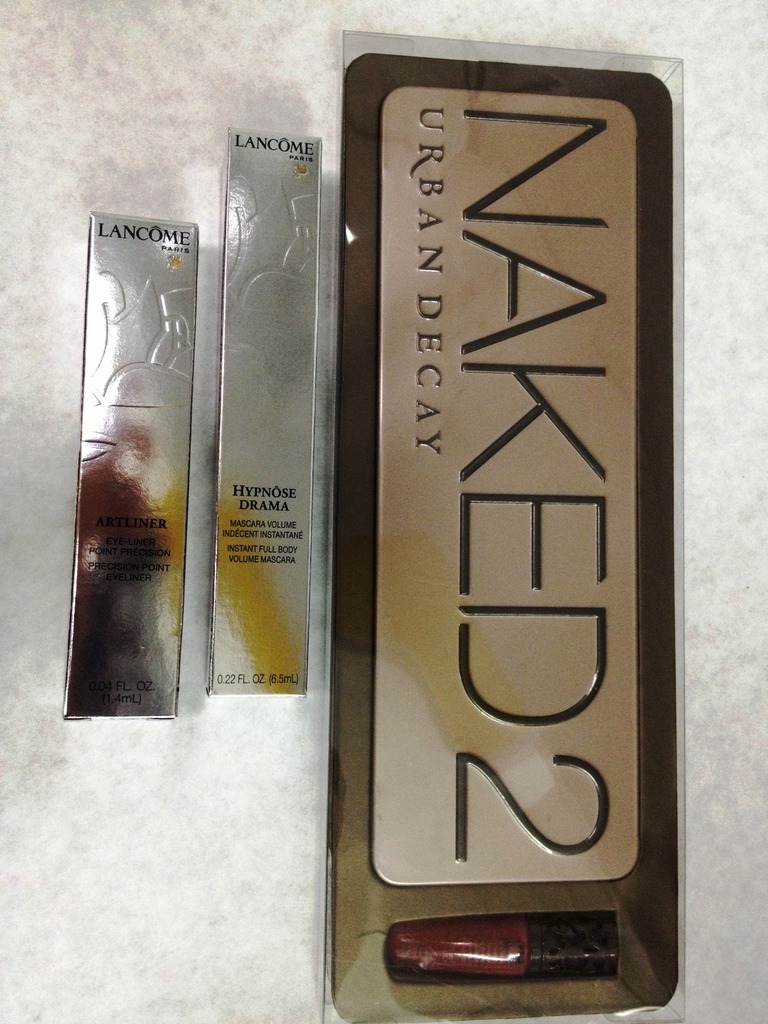 LANCÔME
PARIS
ARTLINER
EYE-LINER
POINT PRÉCISION
PRECISION POINT
EYELINER
0.04 FL. OZ.
(1.4mL)
LANCÔME
PARIS
HYPNÔSE
DRAMA
MASCARA VOLUME
INDÉCENT INSTANTANÉ
INSTANT FULL BODY
VOLUME MASCARA
0.22 FL. OZ. (6.5mL)
NAKED2
URBAN DECAY